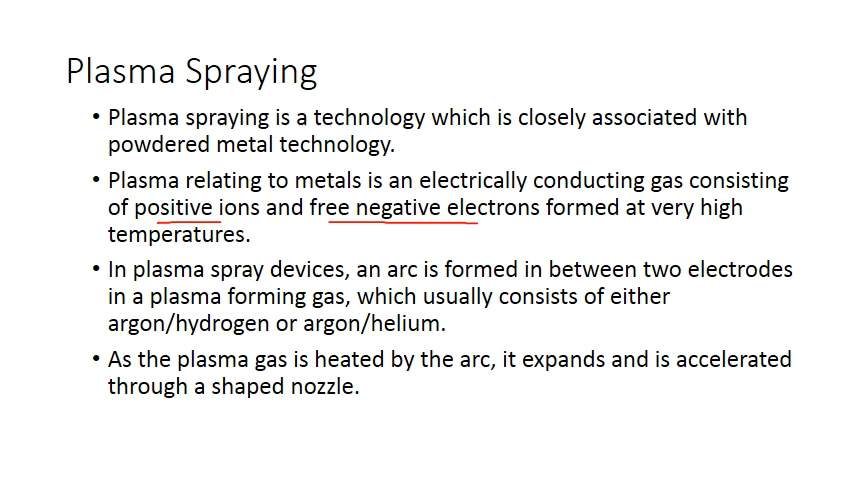 Plasma Spraying
• Plasma spraying is a technology which is closely associated with
powdered metal technology.
• Plasma relating to metals is an electrically conducting gas consisting
of positive ions and free negative electrons formed at very high
temperatures.
• In plasma spray devices, an arc is formed in between two electrodes
in a plasma forming gas, which usually consists of either
argon/hydrogen or argon/helium.
• As the plasma gas is heated by the arc, it expands and is accelerated
through a shaped nozzle.